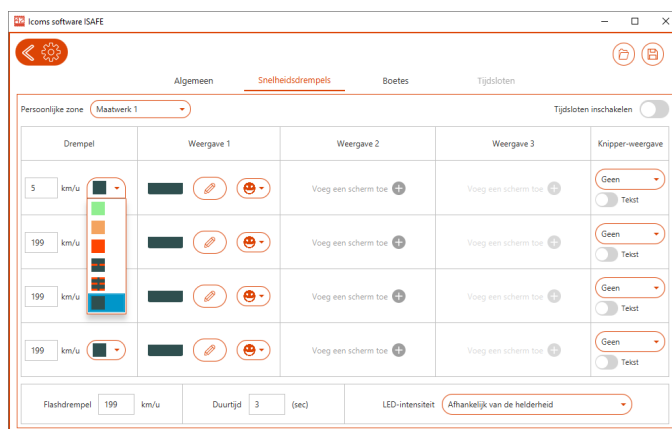 Icoms software ISAFE
Algemeen Snelheidsdrempels Boetes Tijdsloten
Persoonlijke zone Maatwerk 1 Tijdsloten inschakelen
Drempel Weergave 1 Weergave 2 Weergave 3 Knipper-weergave
5 km/u Voeg een scherm toe Voeg een scherm toe Geen
Tekst
199 km/u Voeg een scherm toe Voeg een scherm toe Geen
Tekst
199 km/u Voeg een scherm toe Voeg een scherm toe Geen
Tekst
199 km/u Voeg een scherm toe Voeg een scherm toe Geen
Tekst
Flashdrempel 199 km/u Duurtijd 3 (sec) LED-intensiteit Afhankelijk van de helderheid